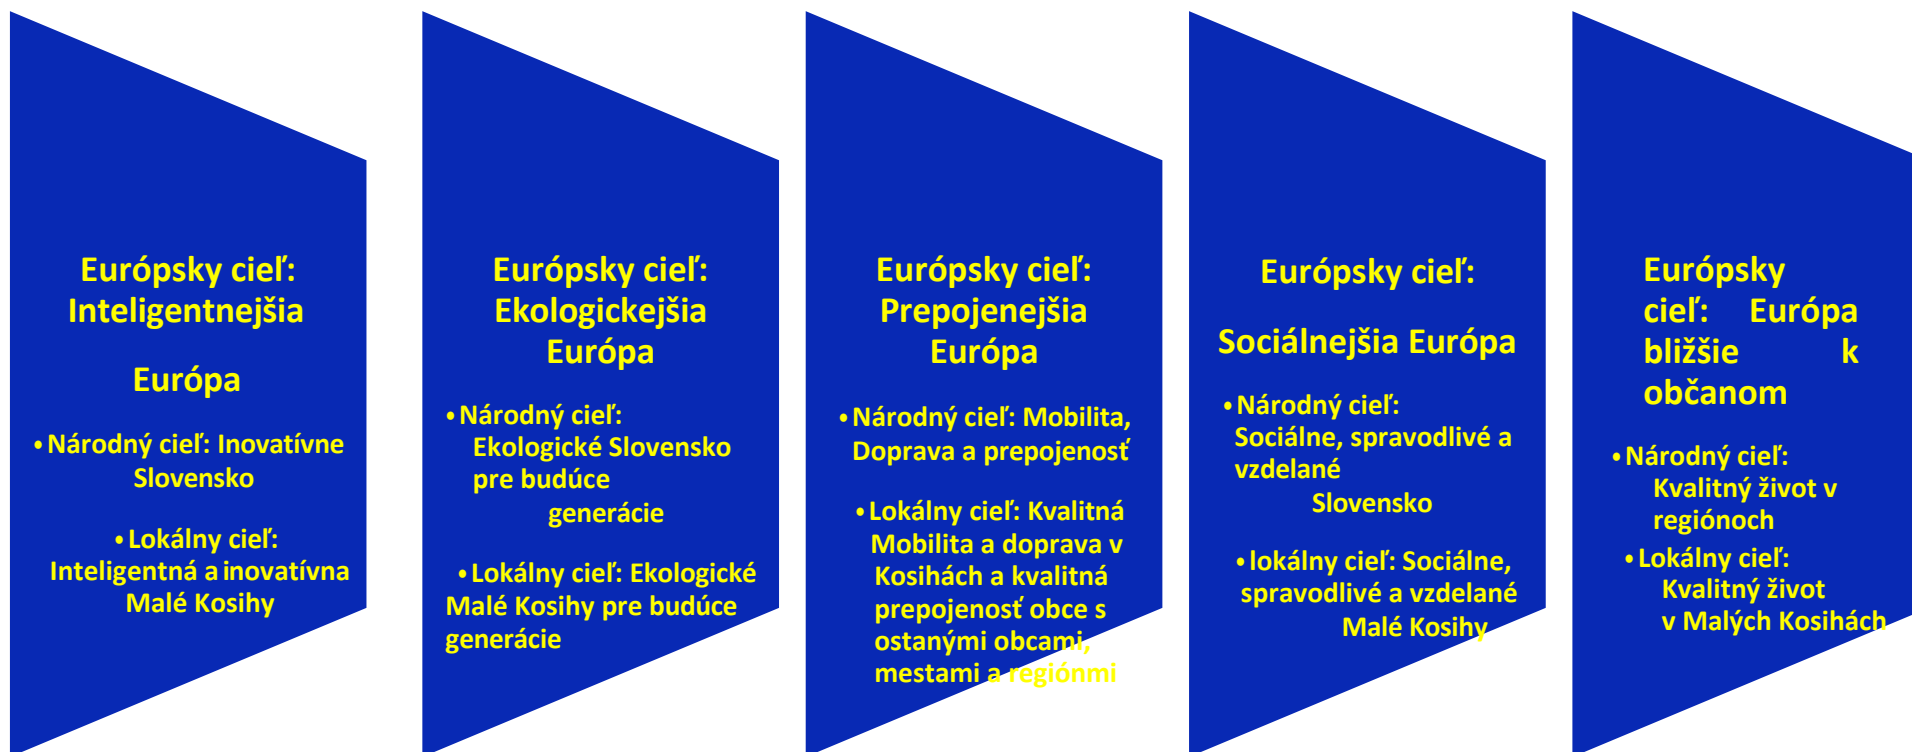 Európsky cieľ:
Inteligentnejšia
Európa
• Národný cieľ: Inovatívne
Slovensko
• Lokálny cieľ:
Inteligentná a inovatívna
Malé Kosihy
Európsky cieľ:
Ekologickejšia
Európa
• Národný cieľ:
Ekologické Slovensko
pre budúce
generácie
• Lokálny cieľ: Ekologické
Malé Kosihy pre budúce
generácie
Európsky cieľ:
Prepojenejšia
Európa
• Národný cieľ: Mobilita,
Doprava a prepojenosť
• Lokálny cieľ: Kvalitná
Mobilita a doprava v
Kosihách a kvalitná
prepojenosť obce s
ostanými obcami,
mestami a regiónmi
Európsky cieľ:
Sociálnejšia Európa
• Národný cieľ:
Sociálne, spravodlivé a
vzdelané
Slovensko
• lokálny cieľ: Sociálne,
spravodlivé a vzdelané
Malé Kosihy
Európsky
cieľ: Európa
bližšie k
občanom
• Národný cieľ:
Kvalitný život v
regiónoch
• Lokálny cieľ:
Kvalitný život
v Malých Kosihách